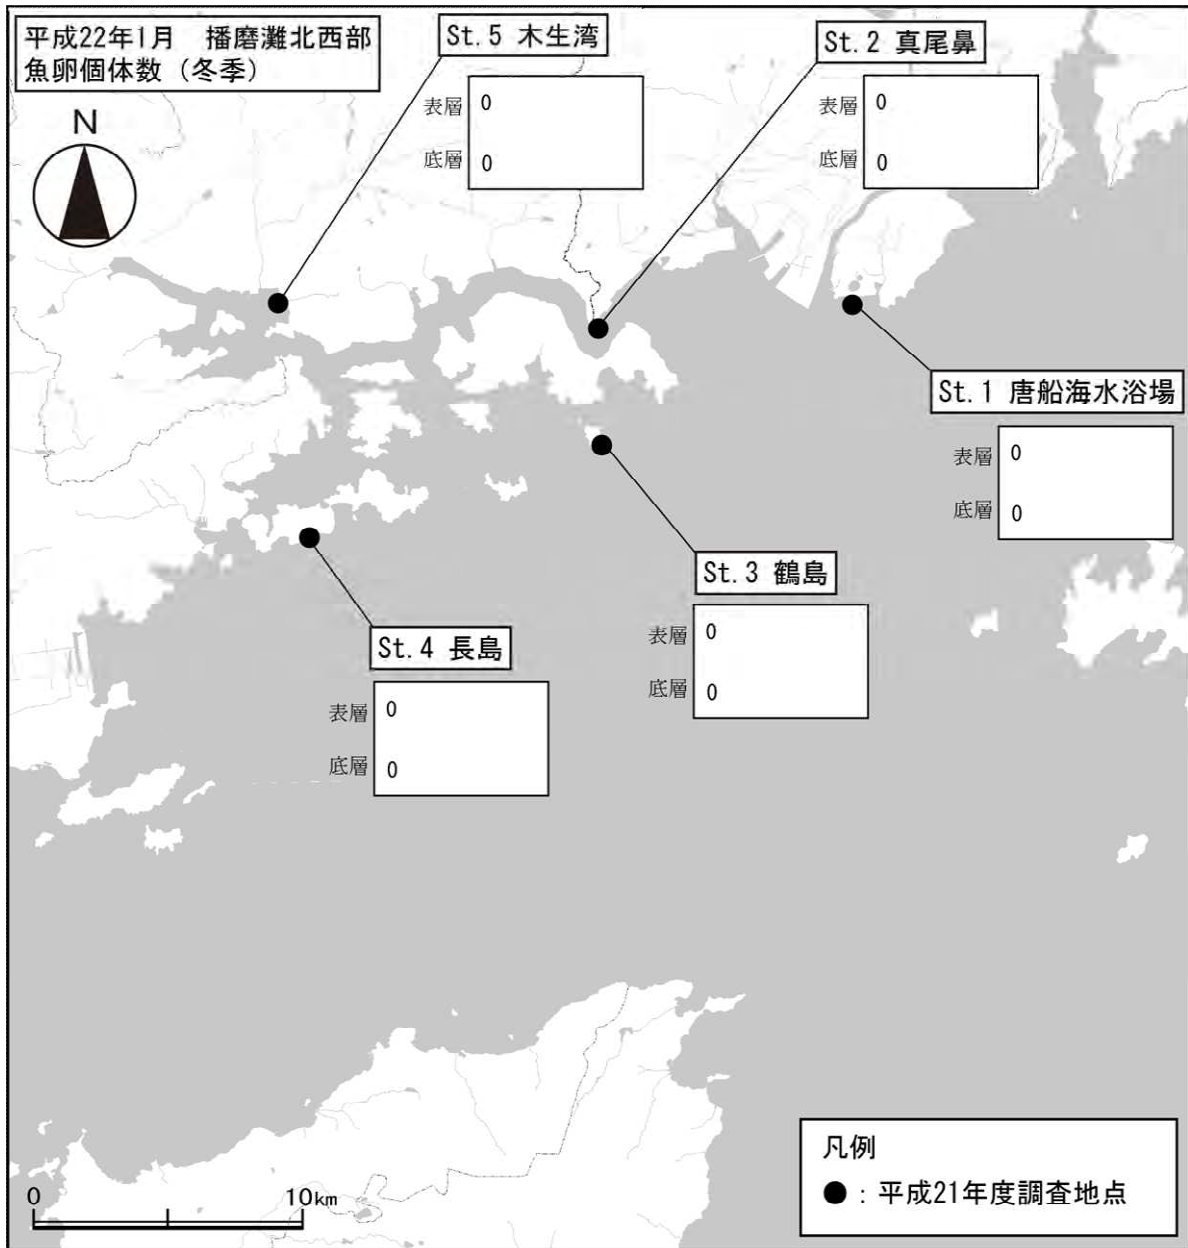 平成22年1月　播磨灘北西部
魚卵個体数（冬季）
N
St.5 木生湾
表層 0
底層 0
St.2 真尾鼻
表層 0
底層 0
St.1 唐船海水浴場
表層 0
底層 0
St.3 鶴島
表層 0
底層 0
St.4 長島
表層 0
底層 0
0 10km
凡例
●：平成21年度調査地点